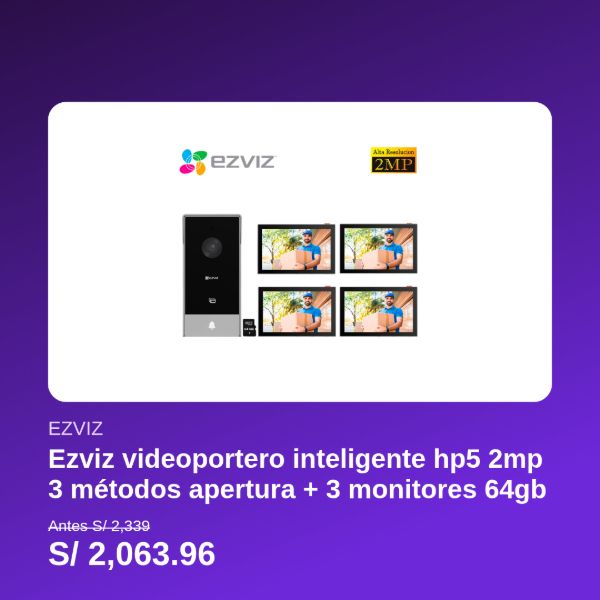 ezviz
Alta Resolucion
2MP
EZVIZ
Ezviz videoportero inteligente hp5 2mp
3 métodos apertura + 3 monitores 64gb
Antes S/ 2,339
S/ 2,063.96